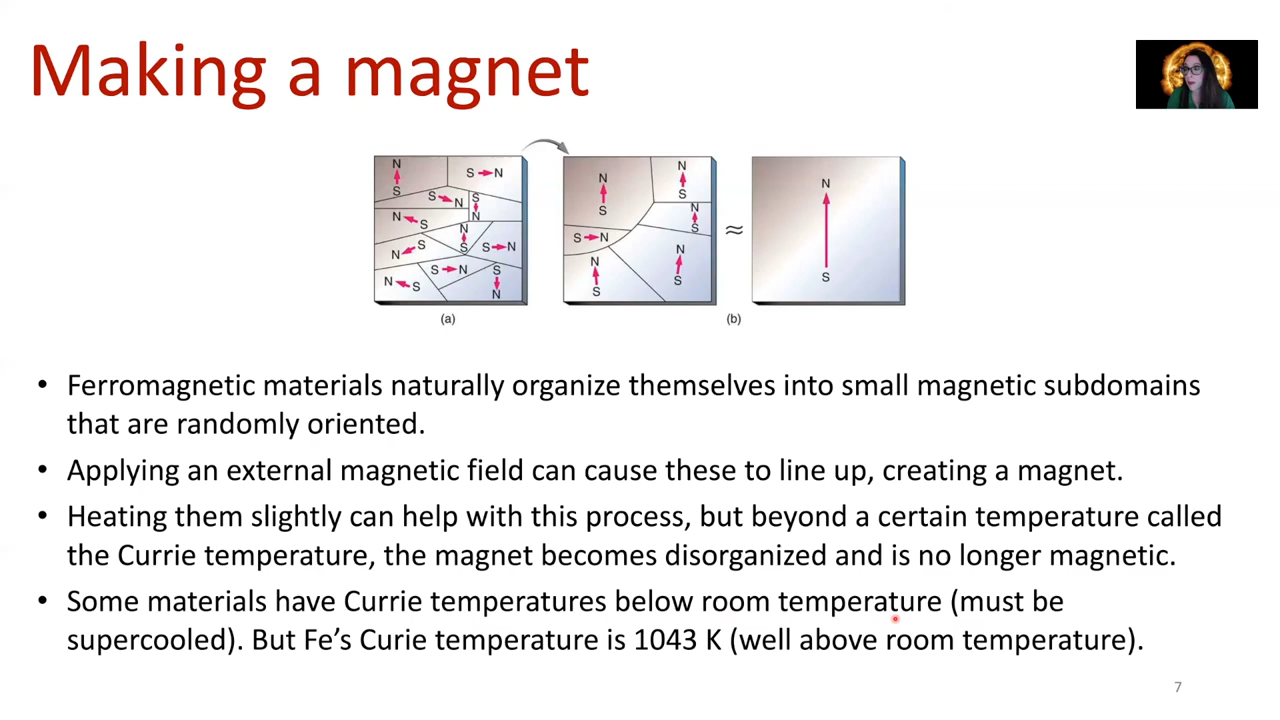 Making a magnet
N
S
S N
S N
S
N
N S
N
S
N S
S N
S N
N S
S
N
(a)
N
S
N
S
N
S
S N
N
S
N
S
≈
N
S
(b)
• Ferromagnetic materials naturally organize themselves into small magnetic subdomains
that are randomly oriented.
• Applying an external magnetic field can cause these to line up, creating a magnet.
• Heating them slightly can help with this process, but beyond a certain temperature called
the Currie temperature, the magnet becomes disorganized and is no longer magnetic.
• Some materials have Currie temperatures below room temperature (must be
supercooled). But Fe’s Curie temperature is 1043 K (well above room temperature).
7